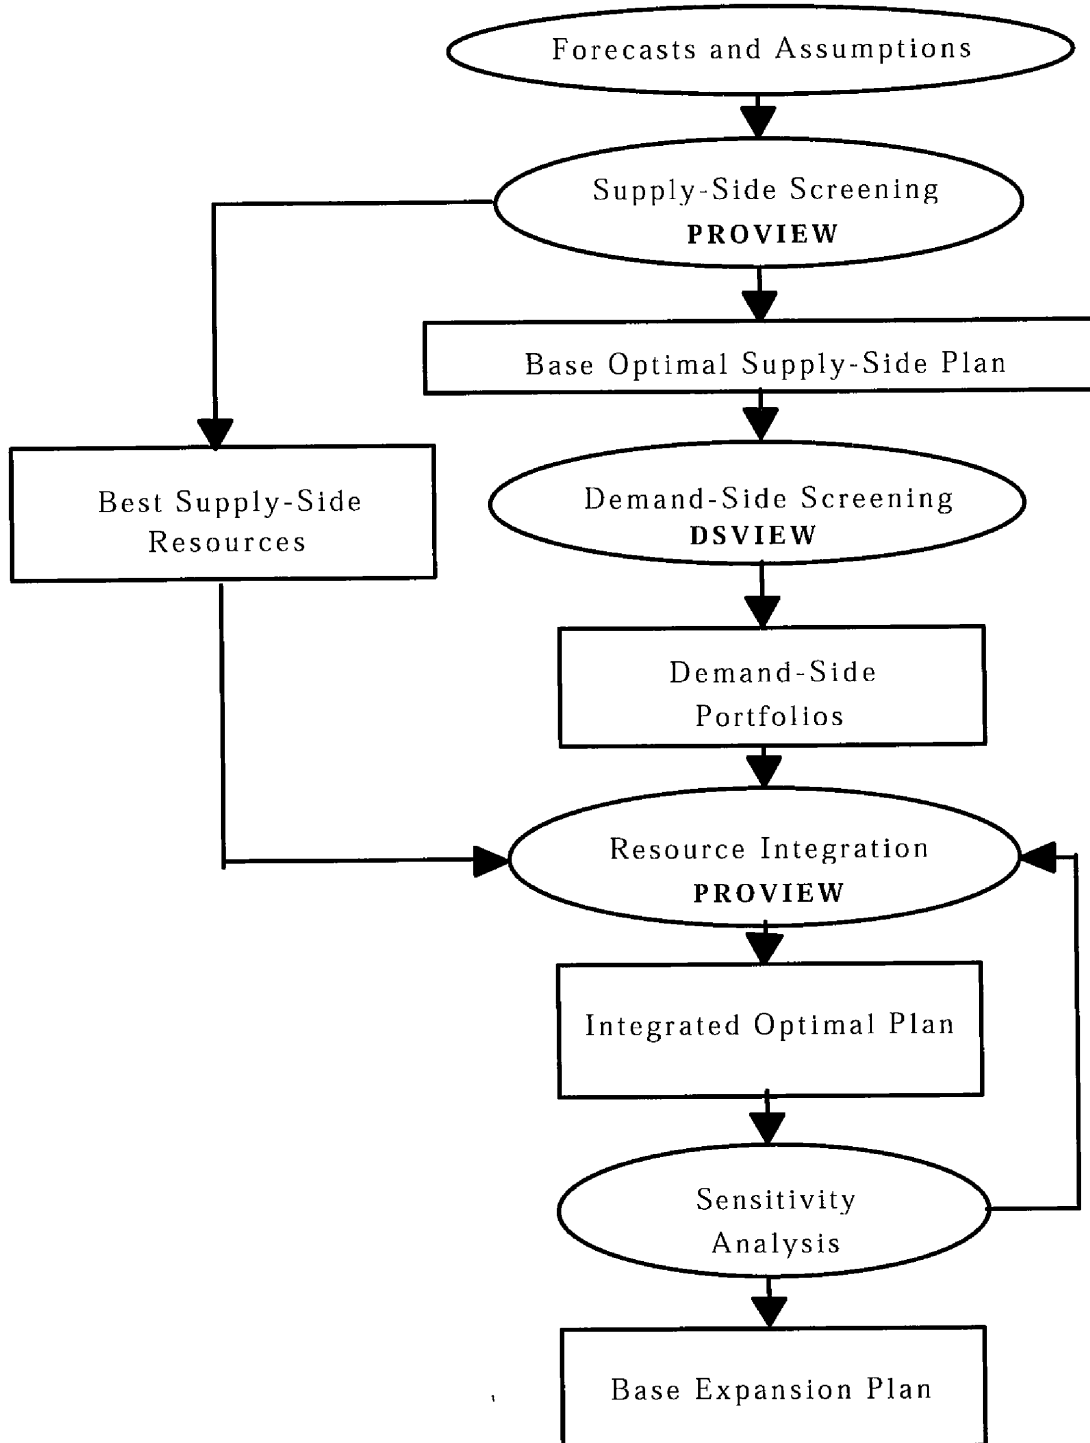 Forecasts and Assumptions
Supply-Side Screening
PROVIEW
Base Optimal Supply-Side Plan
Best Supply-Side
Resources
Demand-Side Screening
DSVIEW
Demand-Side
Portfolios
Resource Integration
PROVIEW
Integrated Optimal Plan
Sensitivity
Analysis
Base Expansion Plan